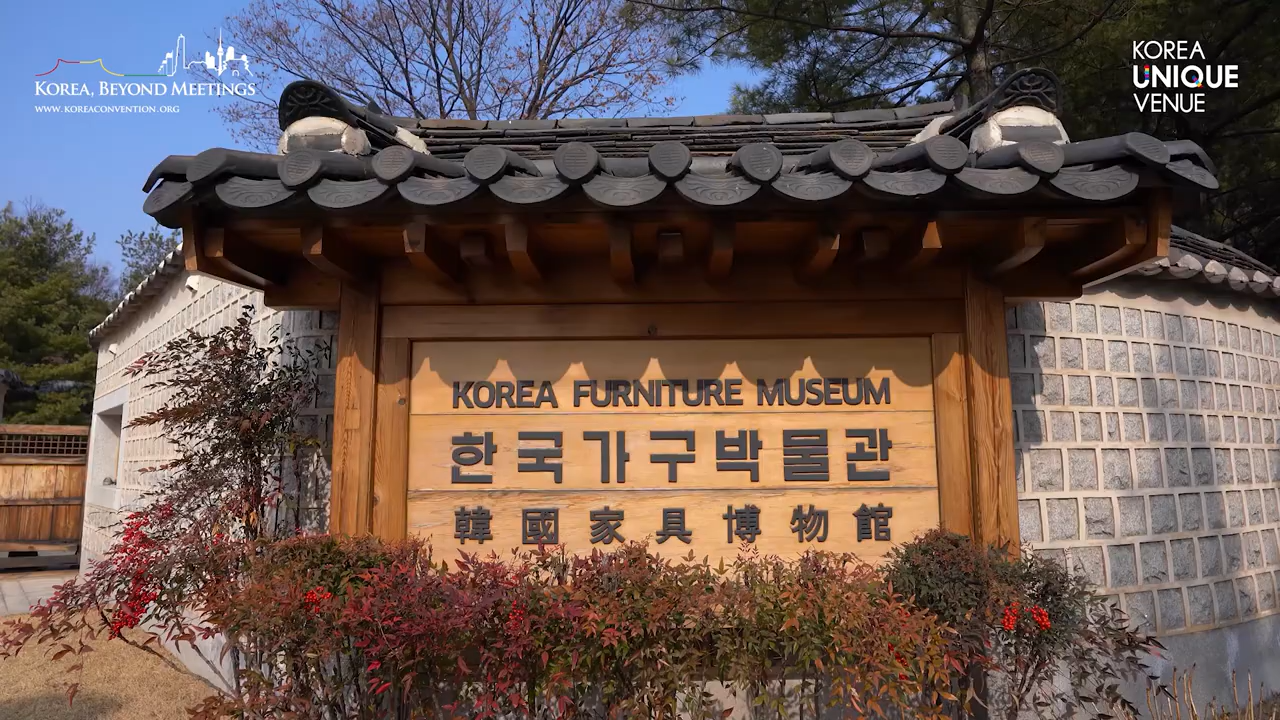 KOREA, BEYOND MEETINGS
WWW.KOREACONVENTION.ORG
KOREA
UNIQUE
VENUE
KOREA FURNITURE MUSEUM
한국가구박물관
韓國家具博物館